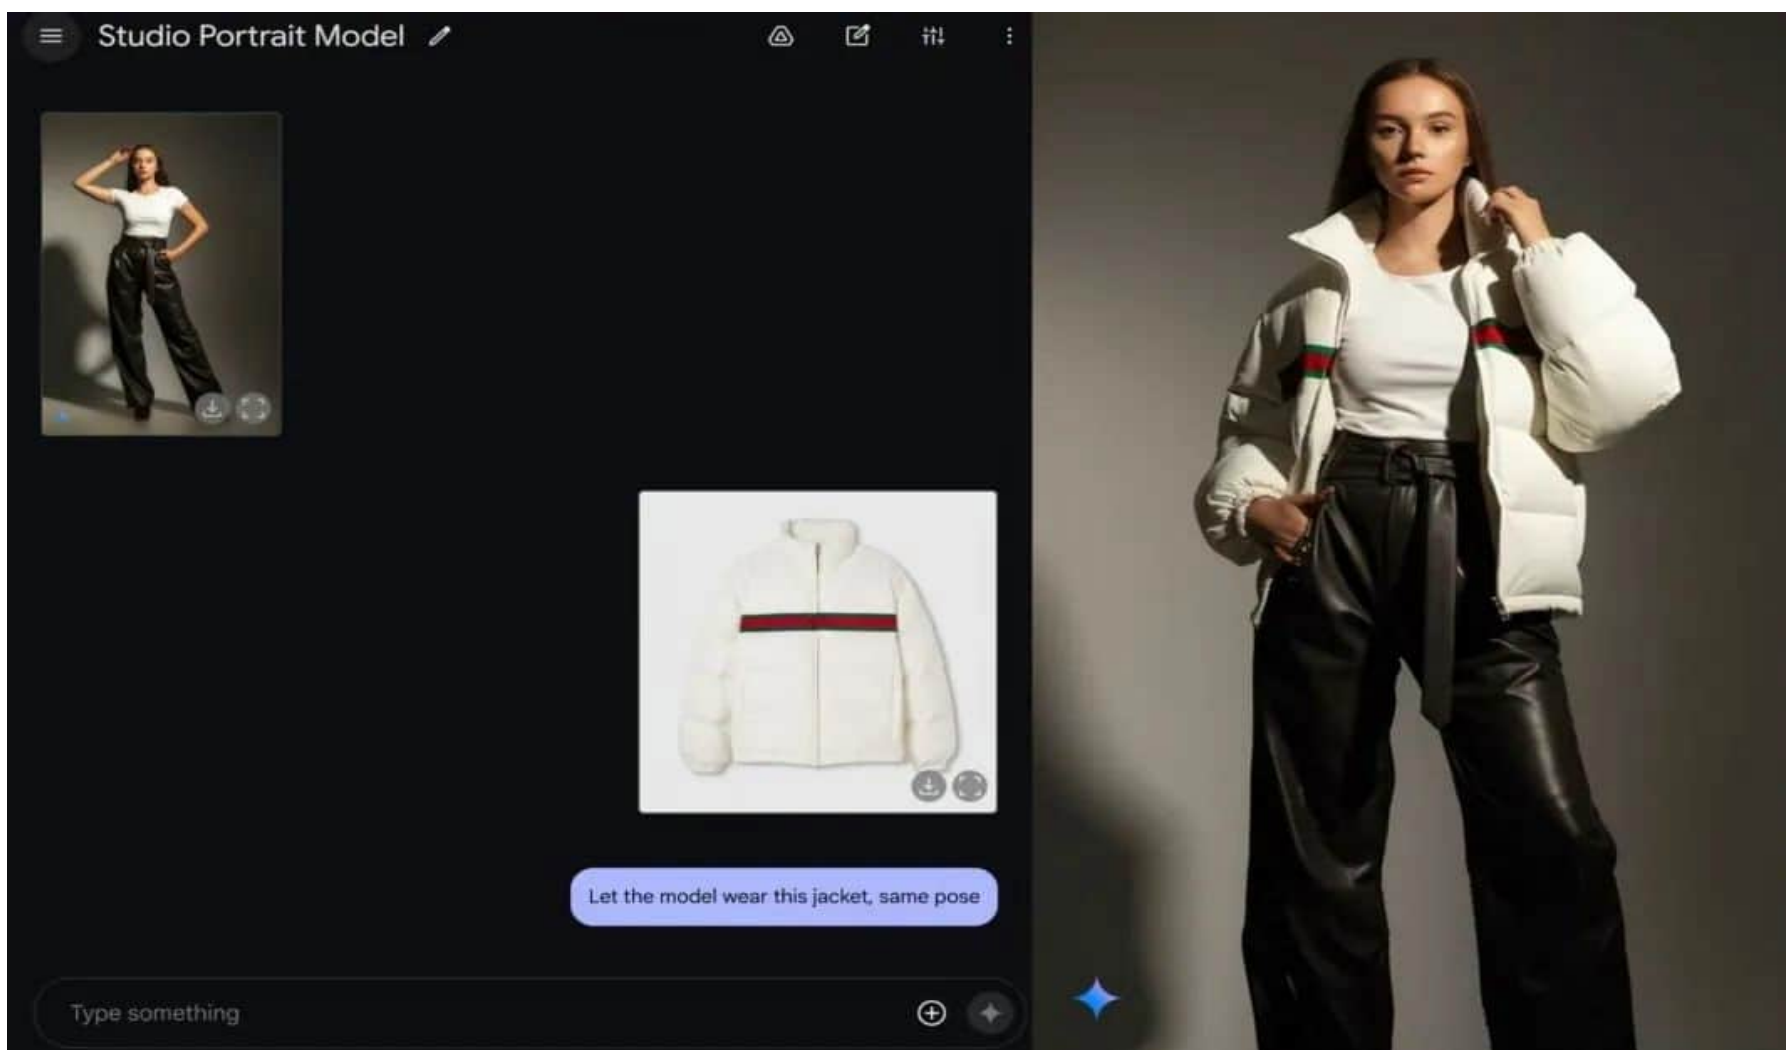 Studio Portrait Model
Let the model wear this jacket, same pose
Type something